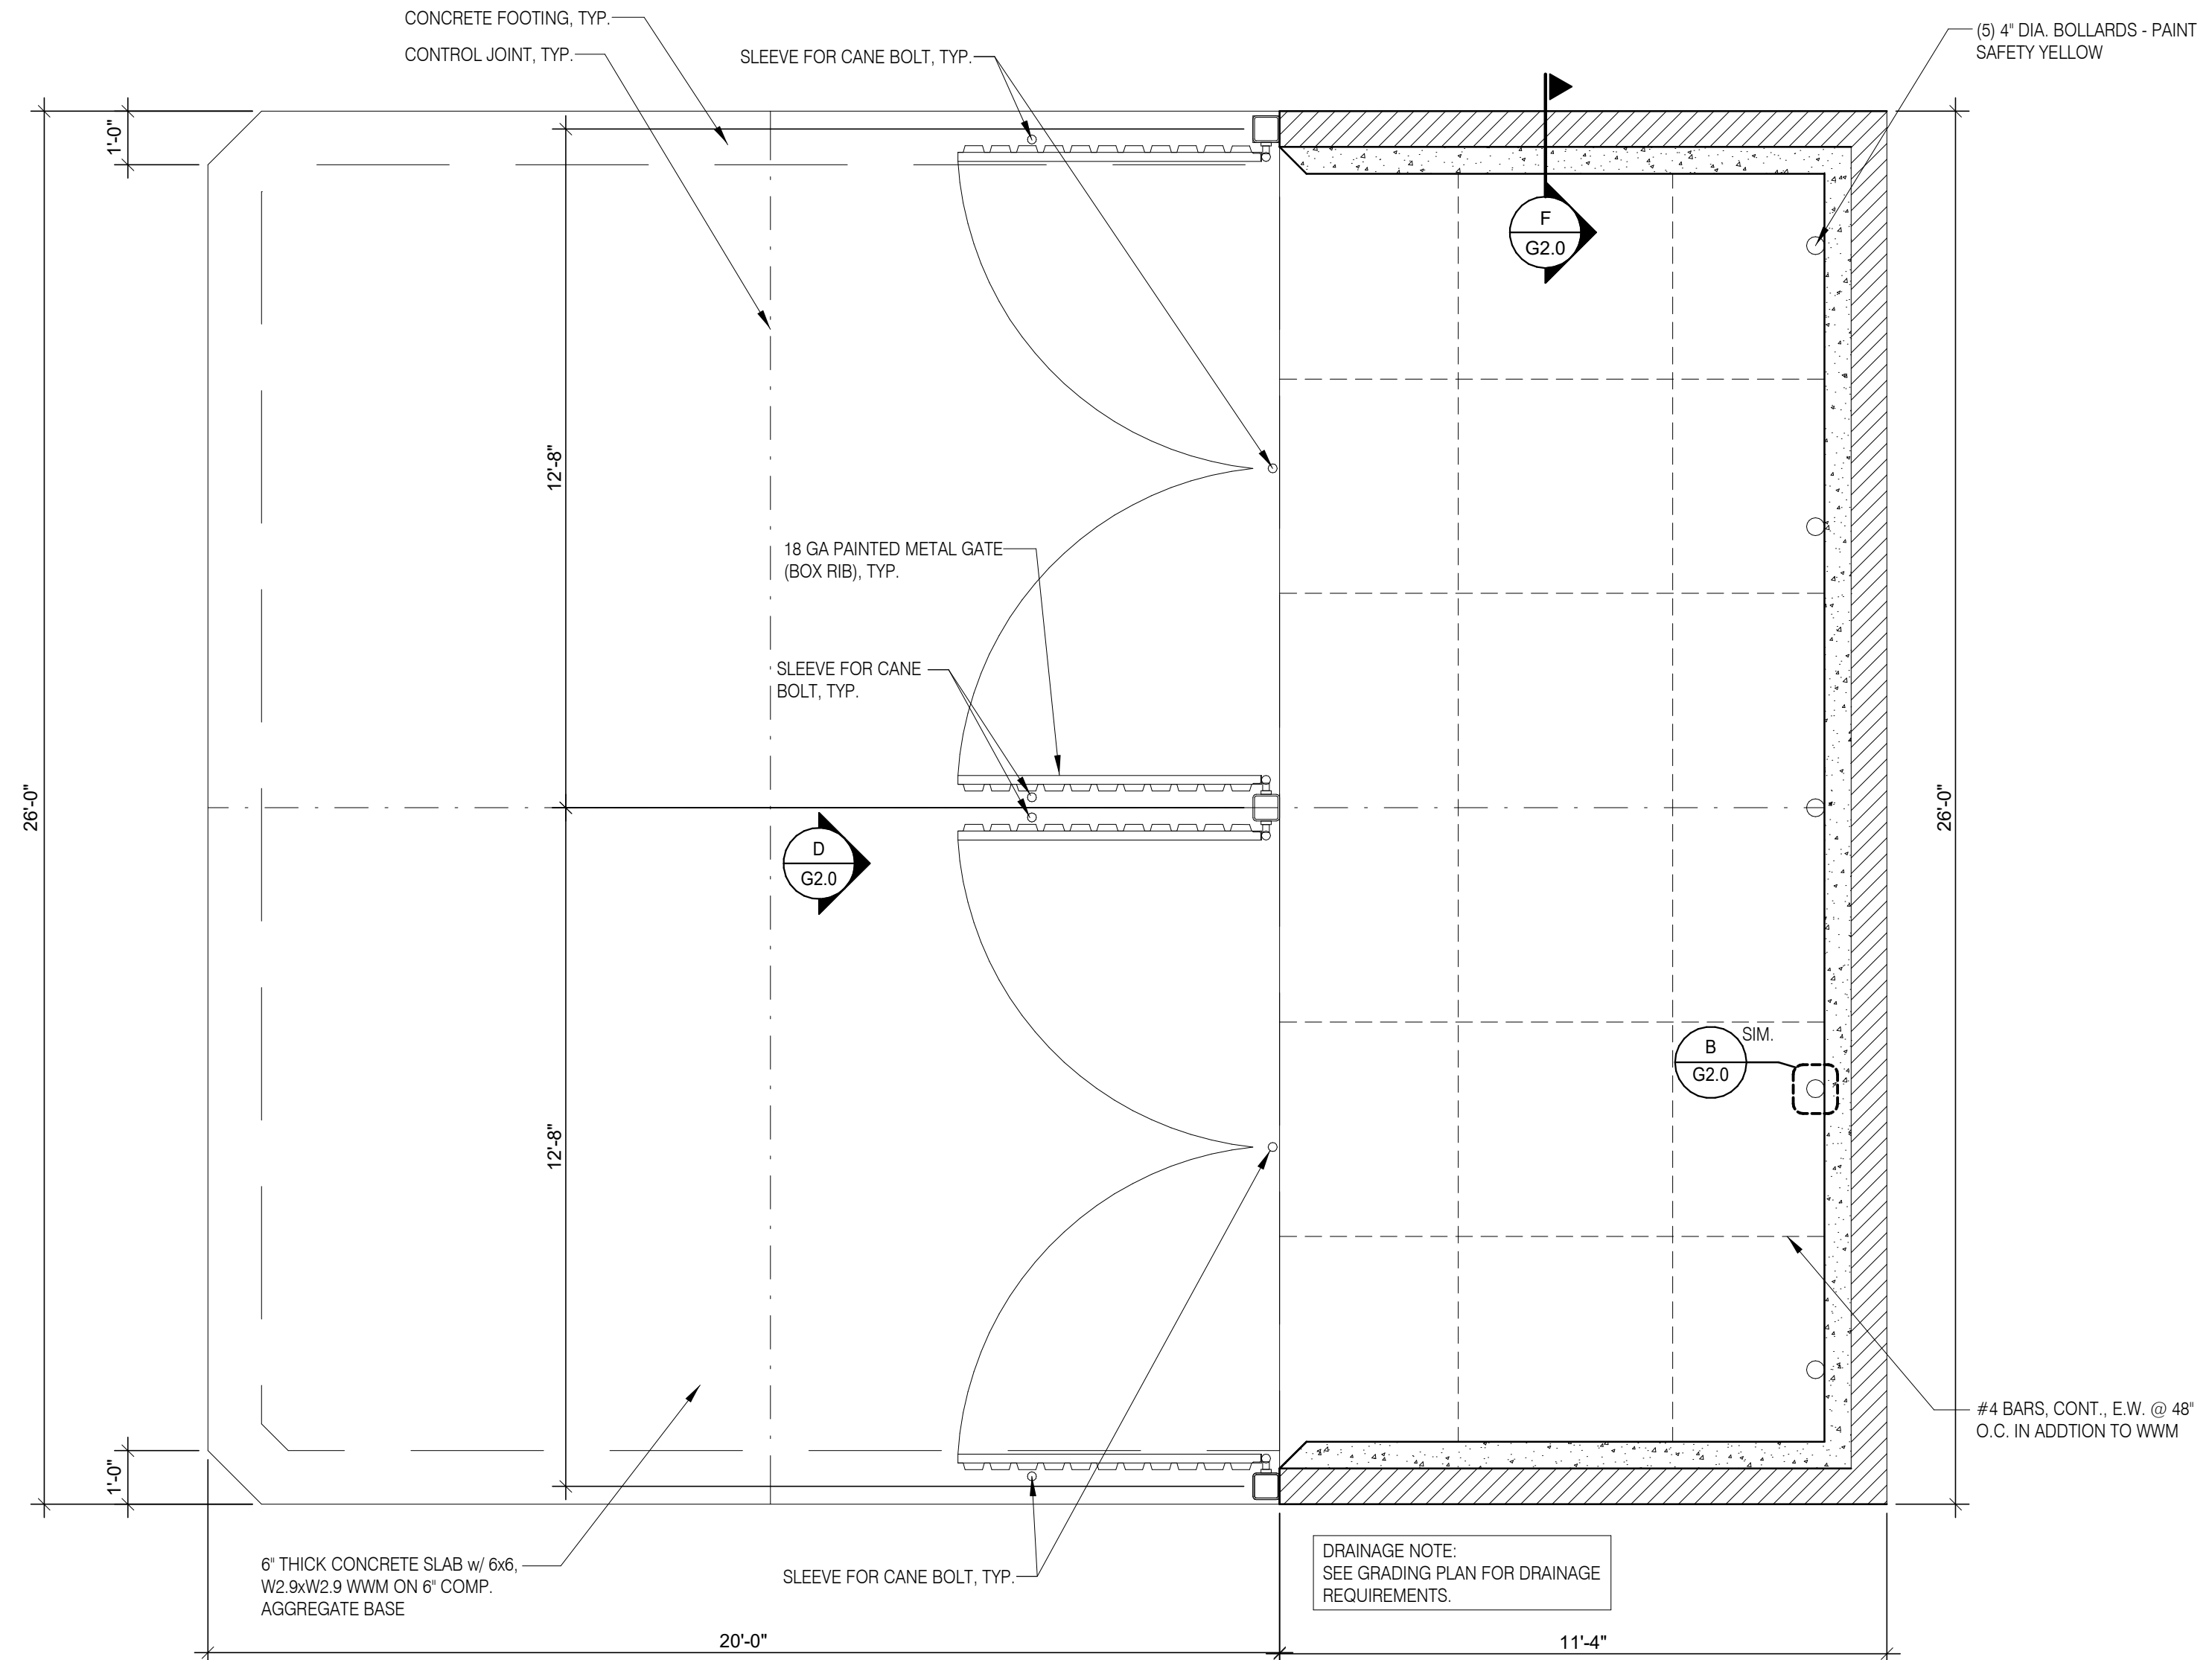 CONCRETE FOOTING, TYP.
CONTROL JOINT, TYP.
SLEEVE FOR CANE BOLT, TYP.
(5) 4" DIA. BOLLARDS - PAINT
SAFETY YELLOW
1'-0"
F
G2.0
12'-8"
18 GA PAINTED METAL GATE
(BOX RIB), TYP.
SLEEVE FOR CANE
BOLT, TYP.
26'-0"
26'-0"
D
G2.0
SIM.
B
G2.0
12'-8"
#4 BARS, CONT., E.W. @ 48"
O.C. IN ADDTION TO WWM
1'-0"
6" THICK CONCRETE SLAB w/ 6x6,
W2.9xW2.9 WWM ON 6" COMP.
AGGREGATE BASE
SLEEVE FOR CANE BOLT, TYP.
DRAINAGE NOTE:
SEE GRADING PLAN FOR DRAINAGE
REQUIREMENTS.
20'-0"
11'-4"